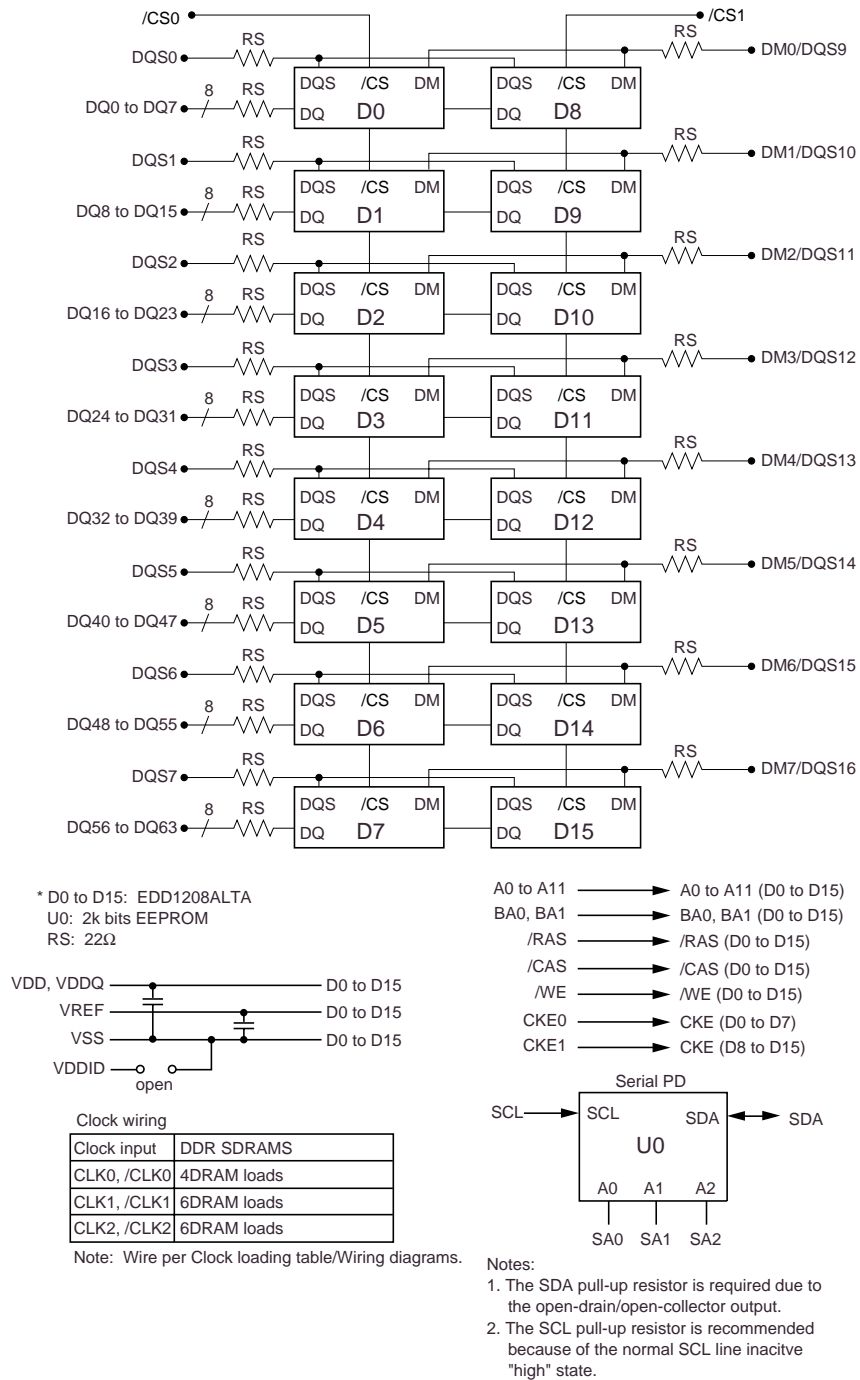 /CS0 /CS1
RS
DQS0 RS DM0/DQS9
DQS /CS DM DQS /CS DM
DQ0 to DQ7 8 RS DQ D0 DQ D8
RS
DQS1 RS DM1/DQS10
DQS /CS DM DQS /CS DM
DQ8 to DQ15 8 RS DQ D1 DQ D9
RS
DQS2 RS DM2/DQS11
DQS /CS DM DQS /CS DM
DQ16 to DQ23 8 RS DQ D2 DQ D10
RS
DQS3 RS DM3/DQS12
DQS /CS DM DQS /CS DM
DQ24 to DQ31 8 RS DQ D3 DQ D11
RS
DQS4 RS DM4/DQS13
DQS /CS DM DQS /CS DM
DQ32 to DQ39 8 RS DQ D4 DQ D12
RS
DQS5 RS DM5/DQS14
DQS /CS DM DQS /CS DM
DQ40 to DQ47 8 RS DQ D5 DQ D13
RS
DQS6 RS DM6/DQS15
DQS /CS DM DQS /CS DM
DQ48 to DQ55 8 RS DQ D6 DQ D14
RS
DQS7 RS DM7/DQS16
DQS /CS DM DQS /CS DM
DQ56 to DQ63 8 RS DQ D7 DQ D15
* D0 to D15: EDD1208ALTA
U0: 2k bits EEPROM
RS: 22Ω
VDD, VDDQ D0 to D15
VREF D0 to D15
VSS D0 to D15
VDDID open
Clock wiring
Clock input DDR SDRAMS
CLK0, /CLK0 4DRAM loads
CLK1, /CLK1 6DRAM loads
CLK2, /CLK2 6DRAM loads
Note: Wire per Clock loading table/Wiring diagrams.
A0 to A11 A0 to A11 (D0 to D15)
BA0, BA1 BA0, BA1 (D0 to D15)
/RAS /RAS (D0 to D15)
/CAS /CAS (D0 to D15)
/WE /WE (D0 to D15)
CKE0 CKE (D0 to D7)
CKE1 CKE (D8 to D15)
Serial PD
SCL SCL SDA SDA
U0
A0 A1 A2
SA0 SA1 SA2
Notes:
1. The SDA pull-up resistor is required due to
the open-drain/open-collector output.
2. The SCL pull-up resistor is recommended
because of the normal SCL line inacitve
"high" state.